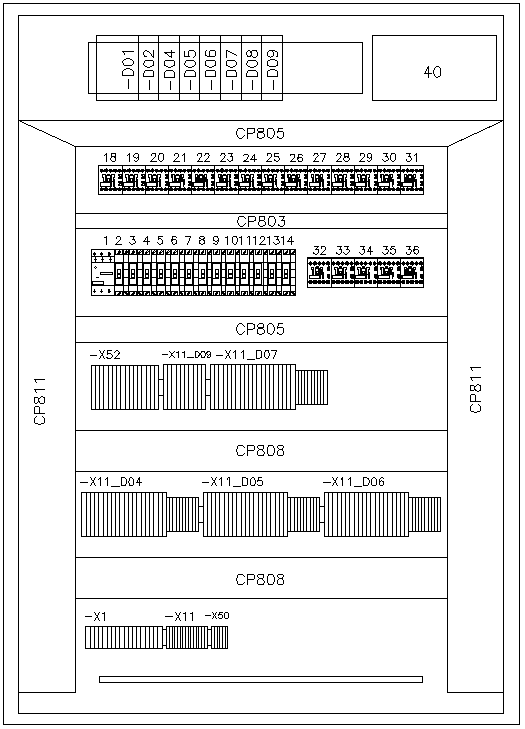 -D01 -D02 -D04 -D05 -D06 -D07 -D08 -D09
40
CP805
18 19 20 21 22 23 24 25 26 27 28 29 30 31
CP803
1 2 3 4 5 6 7 8 9 10 11 12 13 14
32 33 34 35 36
CP805
-X52 -X11_D09 -X11_D07
CP811
CP811
CP808
-X11_D04 -X11_D05 -X11_D06
CP808
-X1 -X11 -X50